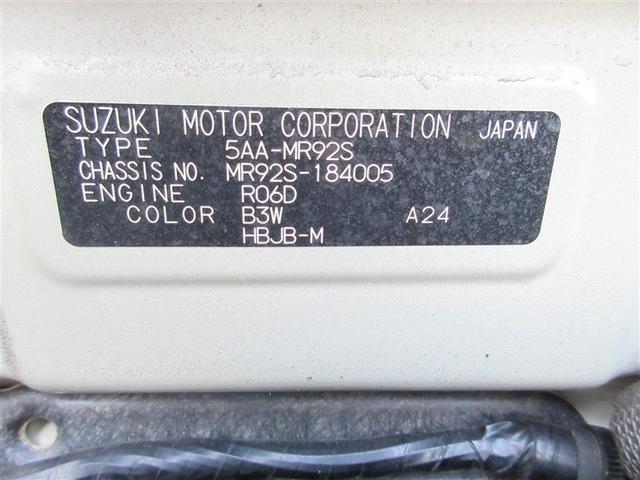 SUZUKI MOTOR CORPORATION JAPAN
TYPE 5AA-MR92S
CHASSIS NO. MR92S-184005
ENGINE R06D
COLOR B3W A24
HBJB-M